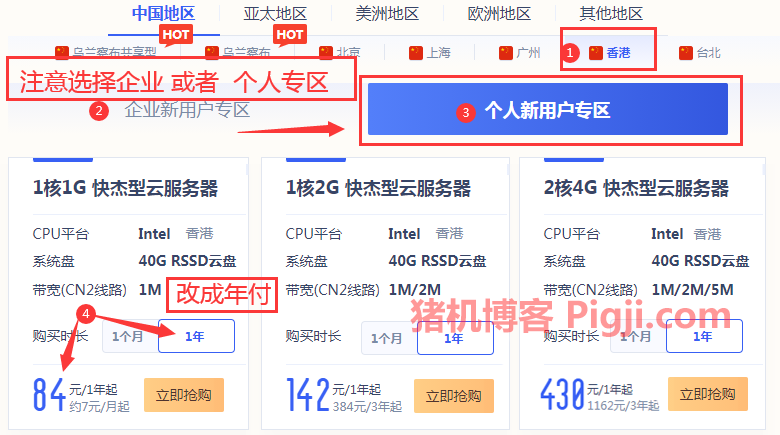 中国地区 亚太地区 美洲地区 欧洲地区 其他地区
HOT HOT
乌兰察布共享型 乌兰察布 北京 上海 广州 1 香港 台北
注意选择企业 或者 个人专区
2 企业新用户专区 3 个人新用户专区
1核1G 快杰型云服务器
CPU平台 Intel 香港
系统盘 40G RSSD云盘
带宽(CN2线路) 1M
改成年付
4
购买时长 1个月 1年
84 元/1年起
约7元/月起
立即抢购
1核2G 快杰型云服务器
CPU平台 Intel 香港
系统盘 40G RSSD云盘
带宽(CN2线路) 1M/2M
购买时长 1个月 1年
142 元/1年起
384元/3年起
立即抢购
2核4G 快杰型云服务器
CPU平台 Intel 香港
系统盘 40G RSSD云盘
带宽(CN2线路) 1M/2M/5M
购买时长 1个月 1年
430 元/1年起
1162元/3年起
立即抢购
猪机博客 Pigji.com